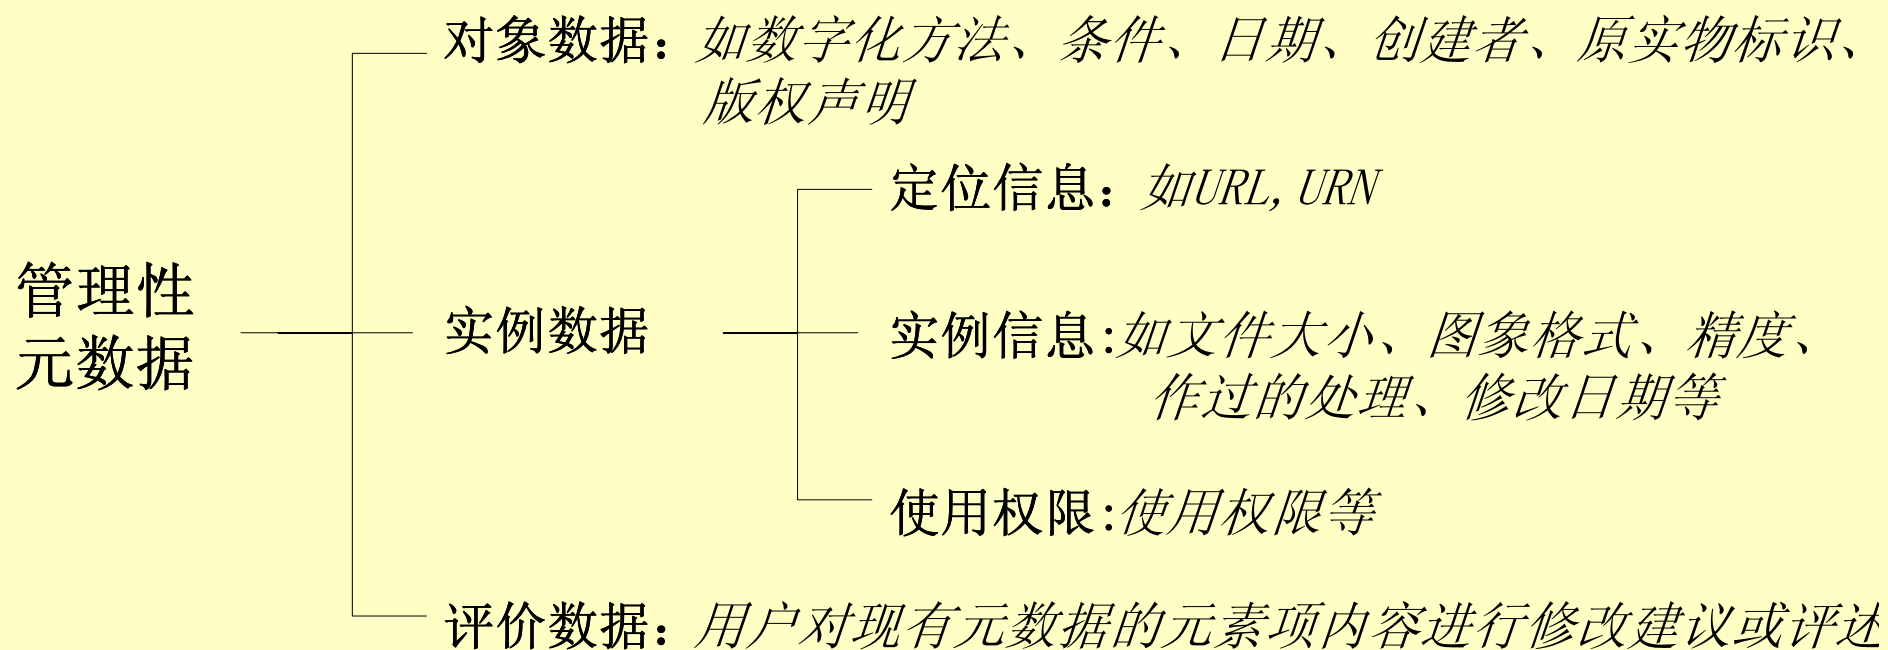 对象数据：如数字化方法、条件、日期、创建者、原实物标识、
版权声明
定位信息：如URL,URN
管理性
元数据
实例数据
实例信息:如文件大小、图象格式、精度、
作过的处理、修改日期等
使用权限:使用权限等
评价数据：用户对现有元数据的元素项内容进行修改建议或评述